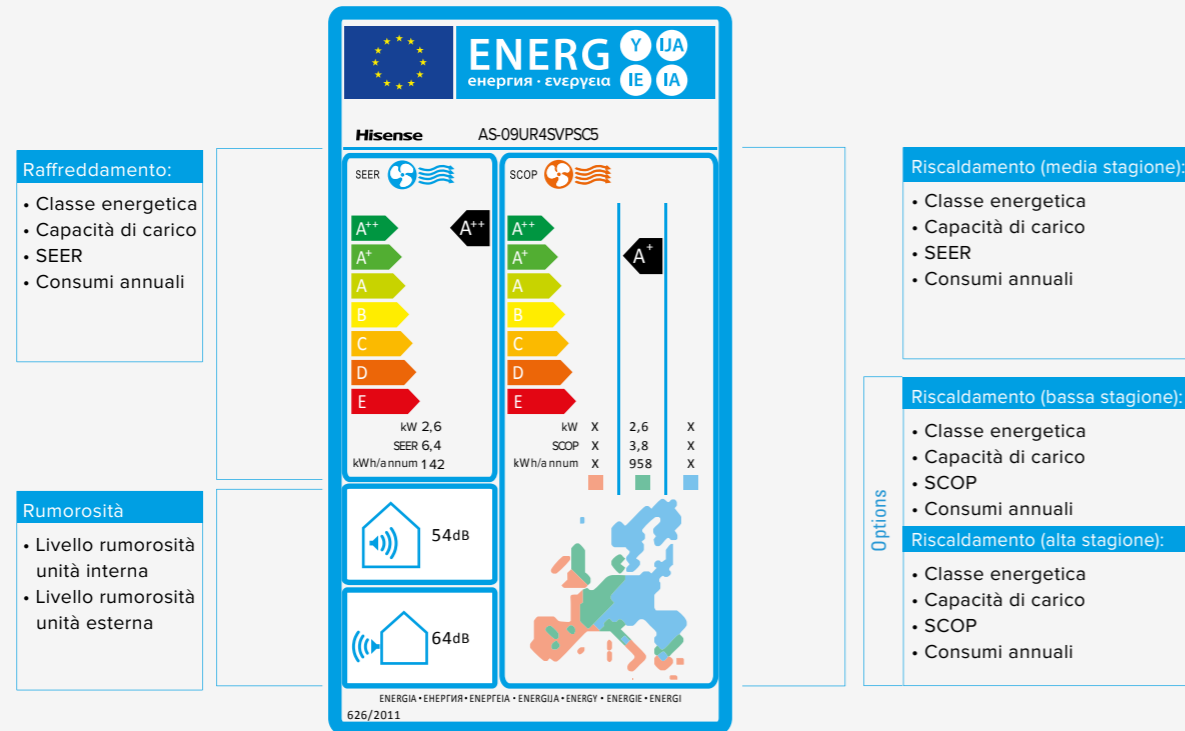 ENERG
Y IJA
IE IA
енергия · ενεργεια
Hisense AS-09UR4SVPSC5
Raffreddamento:
• Classe energetica
• Capacità di carico
• SEER
• Consumi annuali
Rumorosità
• Livello rumorosità
unità interna
• Livello rumorosità
unità esterna
SEER
A++ A++
A+
A
B
C
D
E
kW 2,6
SEER 6,4
kWh/annum 142
SCOP
A++
A+ A+
A
B
C
D
E
kW X 2,6 X
SCOP X 3,8 X
kWh/annum X 958 X
54dB
64dB
ENERGIA • ЕНЕРГИЯ • ΕΝΕΡΓΕΙΑ • ENERGIJA • ENERGY • ENERGIE • ENERGI
626/2011
Riscaldamento (media stagione):
• Classe energetica
• Capacità di carico
• SEER
• Consumi annuali
Options
Riscaldamento (bassa stagione):
• Classe energetica
• Capacità di carico
• SCOP
• Consumi annuali
Riscaldamento (alta stagione):
• Classe energetica
• Capacità di carico
• SCOP
• Consumi annuali